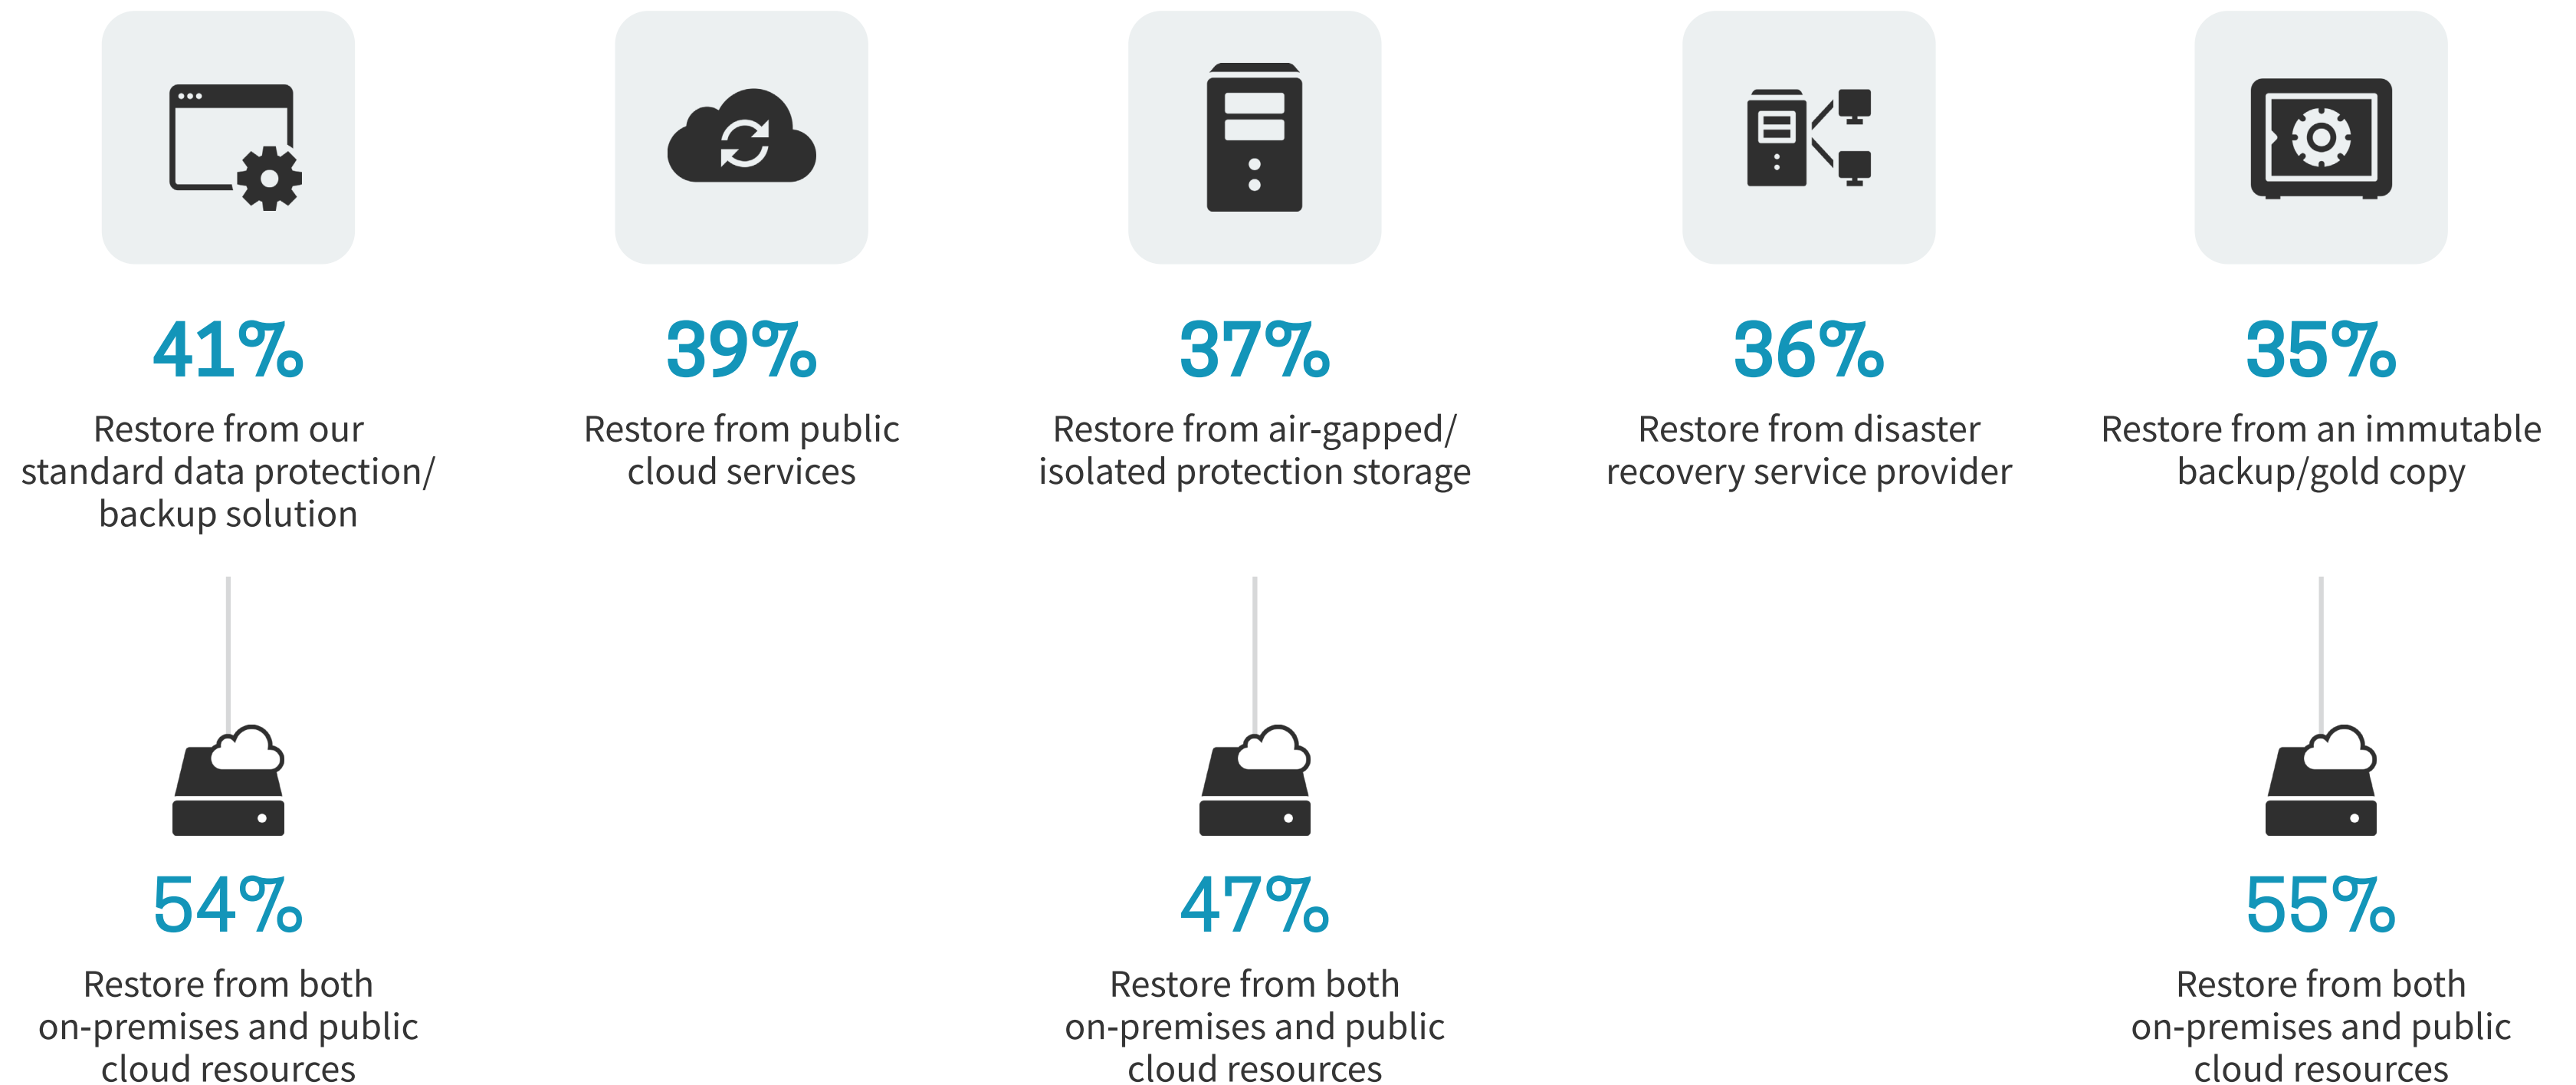 41%
Restore from our
standard data protection/
backup solution
39%
Restore from public
cloud services
37%
Restore from air-gapped/
isolated protection storage
36%
Restore from disaster
recovery service provider
35%
Restore from an immutable
backup/gold copy
54%
Restore from both
on-premises and public
cloud resources
47%
Restore from both
on-premises and public
cloud resources
55%
Restore from both
on-premises and public
cloud resources